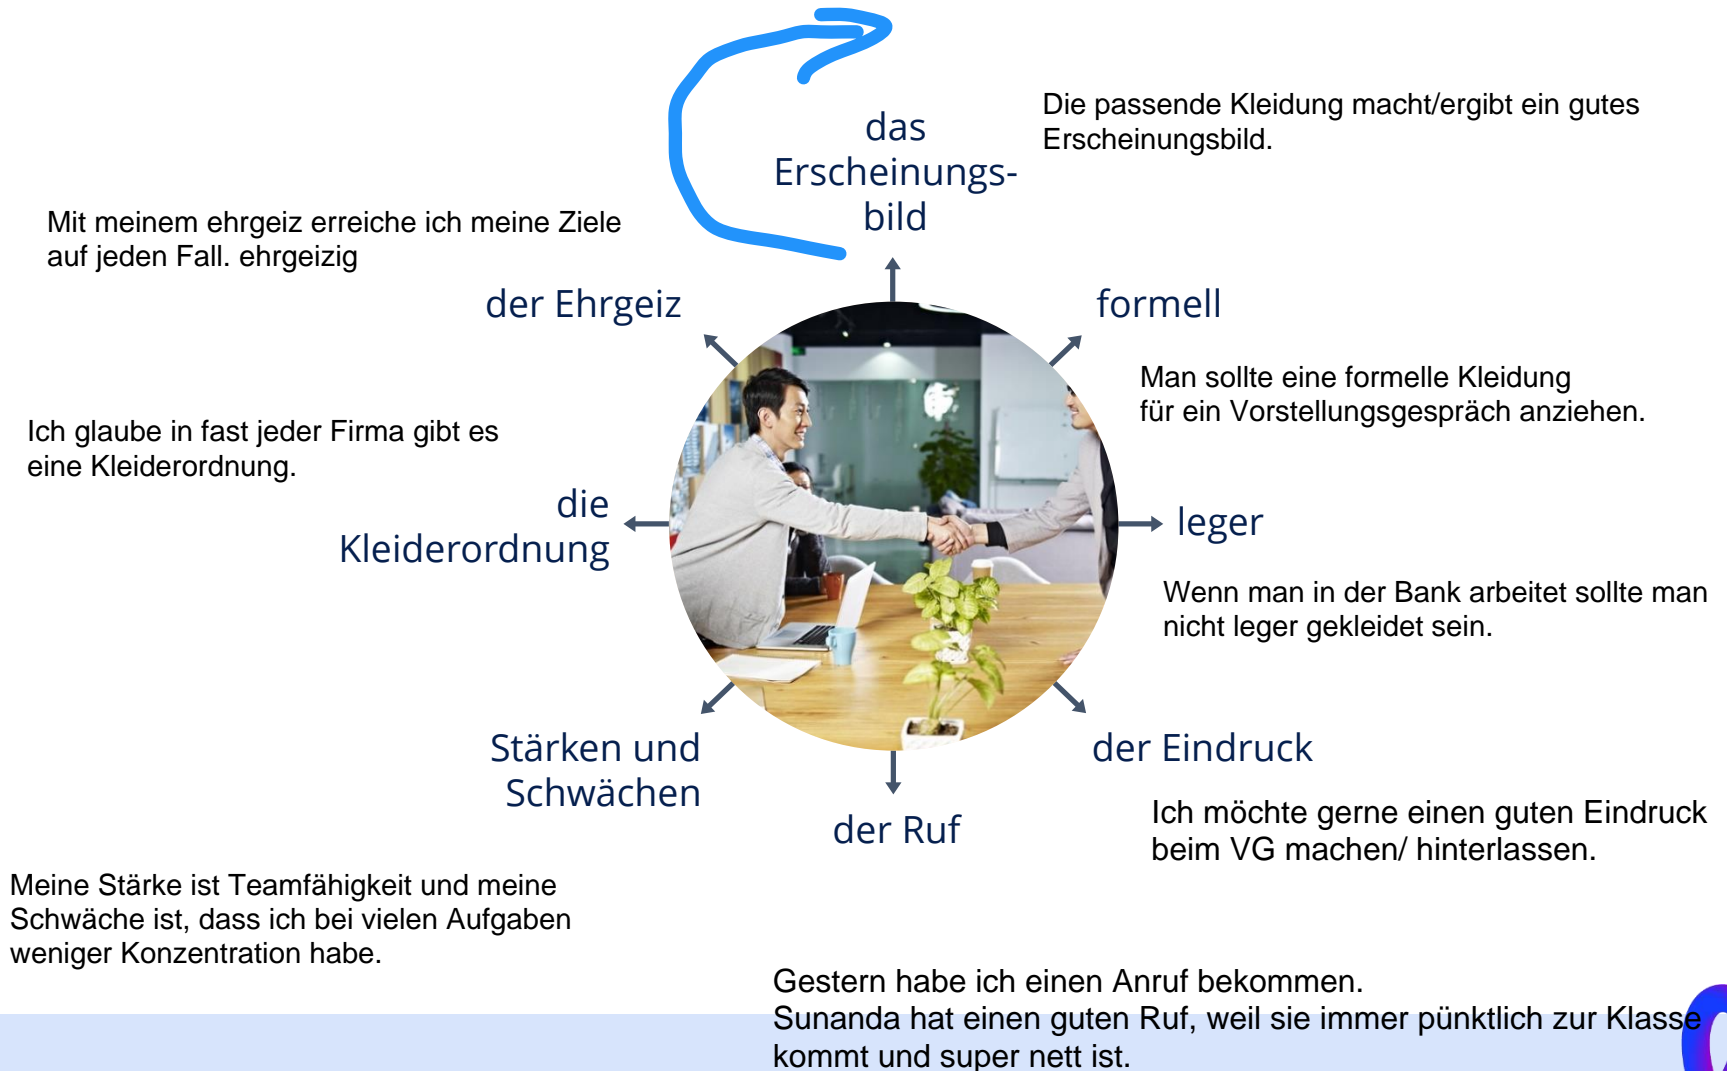 das
Erscheinungs-
bild
Die passende Kleidung macht/ergibt ein gutes
Erscheinungsbild.
formell
Man sollte eine formelle Kleidung
für ein Vorstellungsgespräch anziehen.
leger
Wenn man in der Bank arbeitet sollte man
nicht leger gekleidet sein.
der Eindruck
Ich möchte gerne einen guten Eindruck
beim VG machen/ hinterlassen.
der Ruf
Gestern habe ich einen Anruf bekommen.
Sunanda hat einen guten Ruf, weil sie immer pünktlich zur Klasse
kommt und super nett ist.
Stärken und
Schwächen
Meine Stärke ist Teamfähigkeit und meine
Schwäche ist, dass ich bei vielen Aufgaben
weniger Konzentration habe.
die
Kleiderordnung
Ich glaube in fast jeder Firma gibt es
eine Kleiderordnung.
der Ehrgeiz
Mit meinem ehrgeiz erreiche ich meine Ziele
auf jeden Fall. ehrgeizig